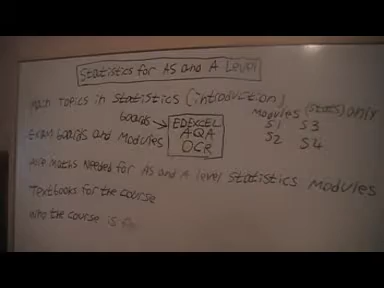 Statistics for AS and A Level
Main Topics in statistics (introduction)
Modules (stats) only
S1 S3
S2 S4
boards
EDEXCEL
AQA
OCR
Exam boards and Modules
Maths Needed for AS and A level Statistics Modules
Textbooks for the course
Who the course is